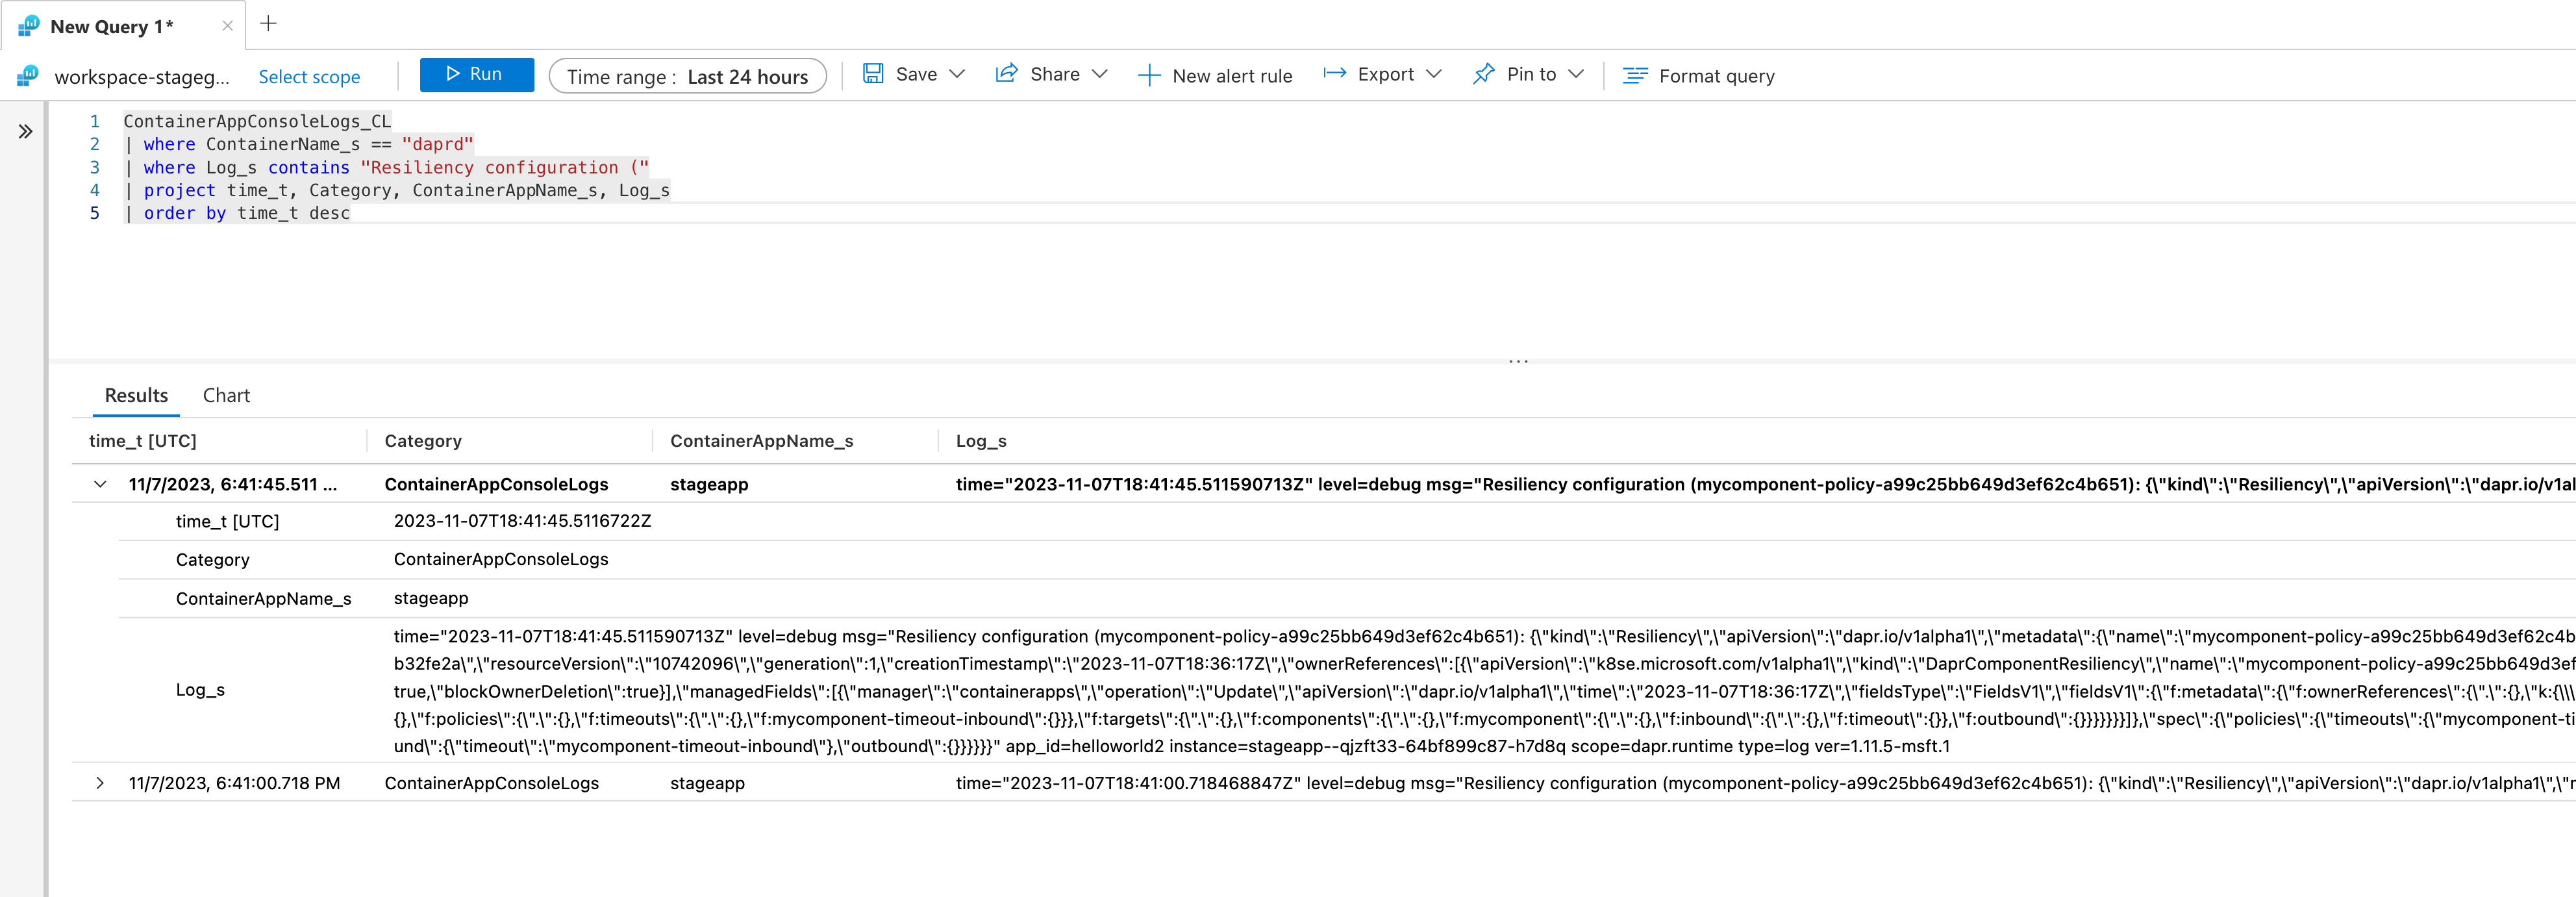 New Query 1*
workspace-stageg... Select scope Run Time range : Last 24 hours Save Share New alert rule Export Pin to Format query
1 ContainerAppConsoleLogs_CL
2 | where ContainerName_s == "daprd"
3 | where Log_s contains "Resiliency configuration ("
4 | project time_t, Category, ContainerAppName_s, Log_s
5 | order by time_t desc
Results Chart
time_t [UTC] Category ContainerAppName_s Log_s
11/7/2023, 6:41:45.511 ... ContainerAppConsoleLogs stageapp time="2023-11-07T18:41:45.511590713Z" level=debug msg="Resiliency configuration (mycomponent-policy-a99c25bb649d3ef62c4b651): {\"kind\":\"Resiliency\",\"apiVersion\":\"dapr.io/v1al
time_t [UTC] 2023-11-07T18:41:45.5116722Z
Category ContainerAppConsoleLogs
ContainerAppName_s stageapp
time="2023-11-07T18:41:45.511590713Z" level=debug msg="Resiliency configuration (mycomponent-policy-a99c25bb649d3ef62c4b651): {\"kind\":\"Resiliency\",\"apiVersion\":\"dapr.io/v1alpha1\",\"metadata\":{\"name\":\"mycomponent-policy-a99c25bb649d3ef62c4b
b32fe2a\",\"resourceVersion\":\"10742096\",\"generation\":1,\"creationTimestamp\":\"2023-11-07T18:36:17Z\",\"ownerReferences\":[{\"apiVersion\":\"k8se.microsoft.com/v1alpha1\",\"kind\":\"DaprComponentResiliency\",\"name\":\"mycomponent-policy-a99c25bb649d3ef
Log_s true,\"blockOwnerDeletion\":true}],\"managedFields\":[{\"manager\":\"containerapps\",\"operation\":\"Update\",\"apiVersion\":\"dapr.io/v1alpha1\",\"time\":\"2023-11-07T18:36:17Z\",\"fieldsType\":\"FieldsV1\",\"fieldsV1\":{\"f:metadata\":{\"f:ownerReferences\":{\".\":{},\"k:{\\\
{},\"f:policies\":{\".\":{},\"f:timeouts\":{\".\":{},\"f:mycomponent-timeout-inbound\":{}}},\"f:targets\":{\".\":{},\"f:components\":{\".\":{},\"f:mycomponent\":{\".\":{},\"f:inbound\":{\".\":{},\"f:timeout\":{}},\"f:outbound\":{}}}}}}}]},\"spec\":{\"policies\":{\"timeouts\":{\"mycomponent-ti
und\":{\"timeout\":\"mycomponent-timeout-inbound\"},\"outbound\":{}}}}}}" app_id=helloworld2 instance=stageapp--qjzft33-64bf899c87-h7d8q scope=dapr.runtime type=log ver=1.11.5-msft.1
11/7/2023, 6:41:00.718 PM ContainerAppConsoleLogs stageapp time="2023-11-07T18:41:00.718468847Z" level=debug msg="Resiliency configuration (mycomponent-policy-a99c25bb649d3ef62c4b651): {\"kind\":\"Resiliency\",\"apiVersion\":\"dapr.io/v1alpha1\",\"